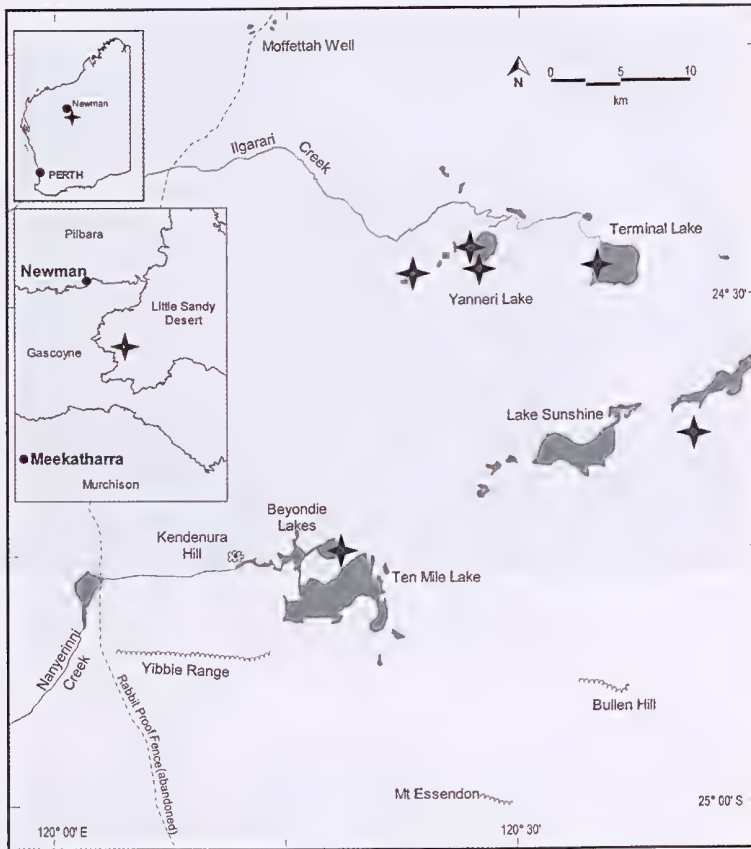 Moffettah Well
N
0 5 10
km
Newman
PERTH
Ilgarari
Creek
Pilbara
Newman
Little Sandy
Desert
Gascoyne
Meekatharra
Murchison
Terminal Lake
Yanneri Lake
24° 30'
Lake Sunshine
Beyondie
Lakes
Kendenura
Hill
Ten Mile Lake
Nanyerinni
Creek
Yibbie Range
Rabbit Proof Fence (abandoned)
Bullen Hill
Mt Essendon
25° 00' S
120° 00' E
120° 30'